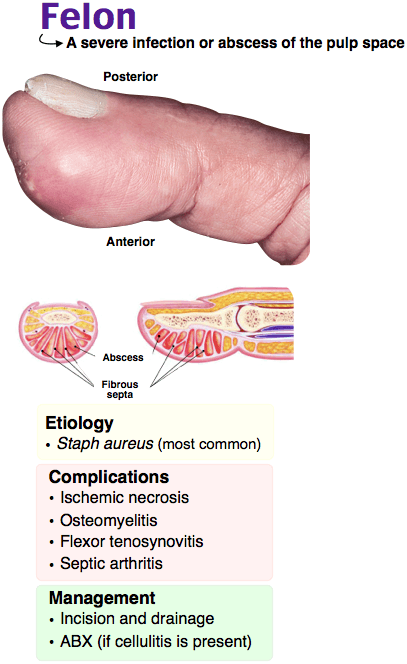 Felon
A severe infection or abscess of the pulp space
Posterior
Anterior
Abscess
Fibrous
septa
Etiology
• Staph aureus (most common)
Complications
• Ischemic necrosis
• Osteomyelitis
• Flexor tenosynovitis
• Septic arthritis
Management
• Incision and drainage
• ABX (if cellulitis is present)